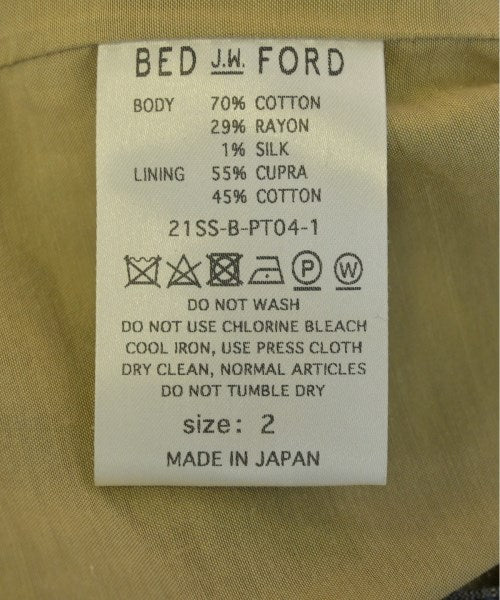 BED J.W. FORD
BODY 70% COTTON
29% RAYON
1% SILK
LINING 55% CUPRA
45% COTTON
21SS-B-PT04-1
P W
DO NOT WASH
DO NOT USE CHLORINE BLEACH
COOL IRON, USE PRESS CLOTH
DRY CLEAN, NORMAL ARTICLES
DO NOT TUMBLE DRY
size: 2
MADE IN JAPAN